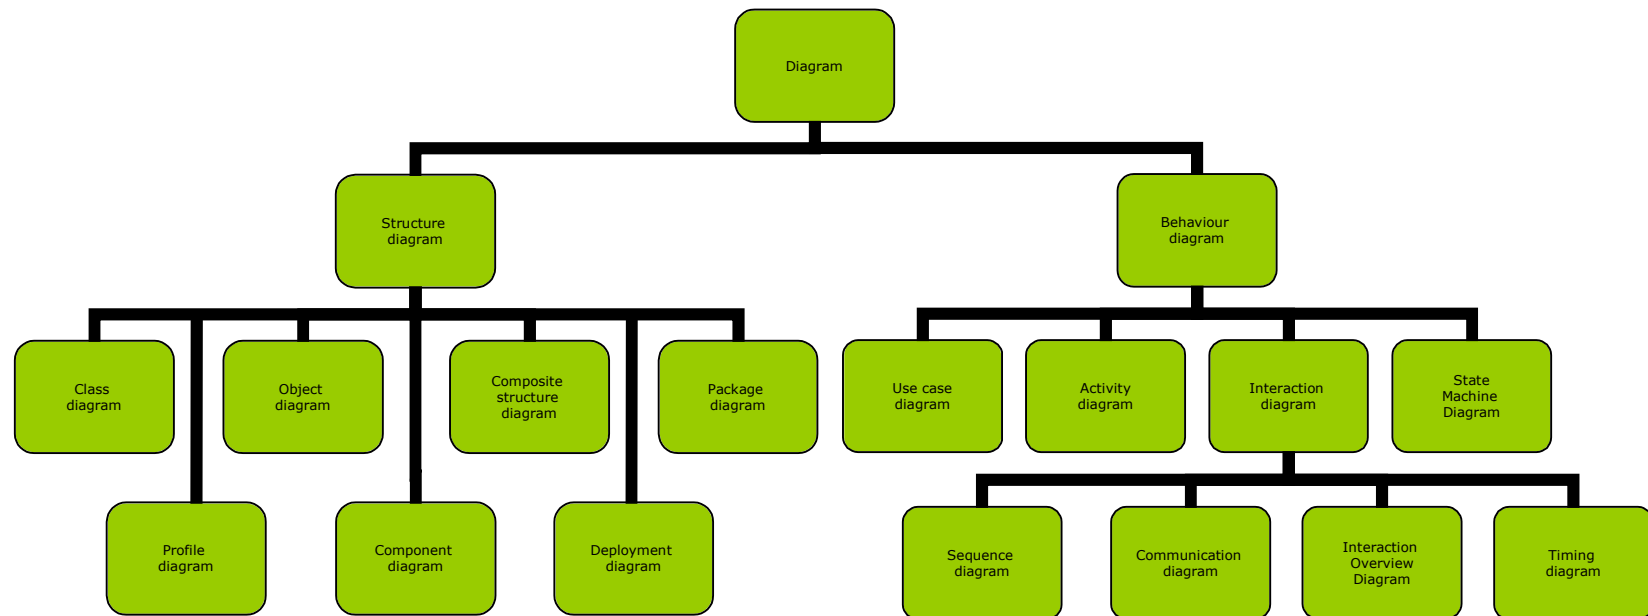 Diagram
Structure
diagram
Behaviour
diagram
Class
diagram
Object
diagram
Composite
structure
diagram
Package
diagram
Use case
diagram
Activity
diagram
Interaction
diagram
State
Machine
Diagram
Profile
diagram
Component
diagram
Deployment
diagram
Sequence
diagram
Communication
diagram
Interaction
Overview
Diagram
Timing
diagram